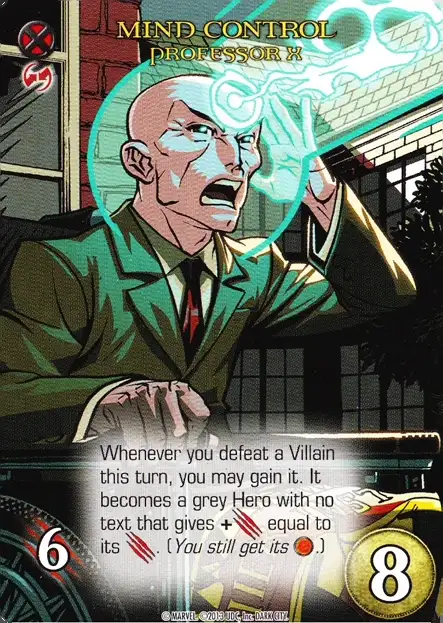 MIND CONTROL
PROFESSOR X
Whenever you defeat a Villain
this turn, you may gain it. It
becomes a grey Hero with no
text that gives + equal to
its . (You still get its .)
6
8
© MARVEL. ©2013 UDC, Inc. DARK CITY.